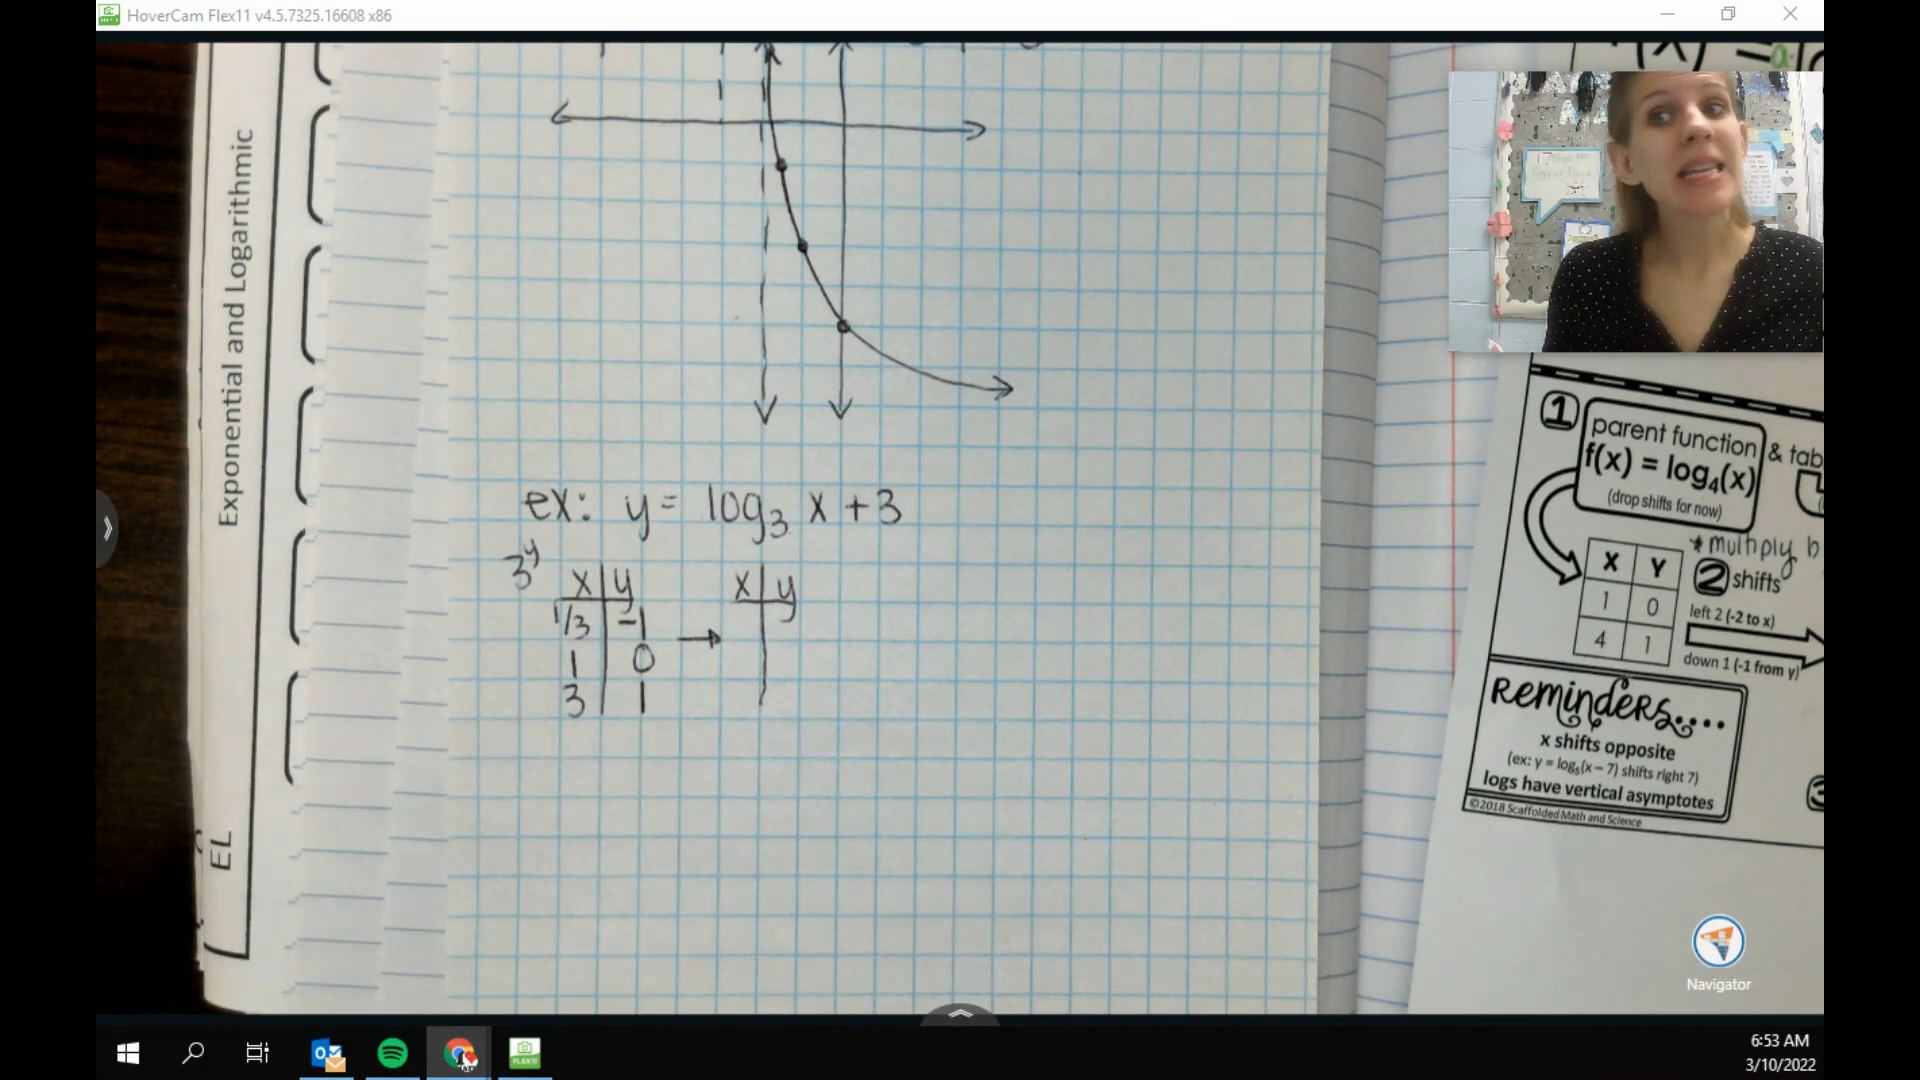 HoverCam Flex11 v4.5.7325.16608 x86
Exponential and Logarithmic
EL
ex: y = log₃ x + 3
3^y
x | y
1/3 | -1
1 | 0
3 | 1
→
x | y
1
parent function & tab
f(x) = log₄(x)
(drop shifts for now)
* multiply b
X Y
1 0
4 1
2 shifts
left 2 (-2 to x)
down 1 (-1 from y)
Reminders....
x shifts opposite
(ex: y = log₅(x – 7) shifts right 7)
logs have vertical asymptotes
©2018 Scaffolded Math and Science
Navigator
FLEX11
6:53 AM
3/10/2022